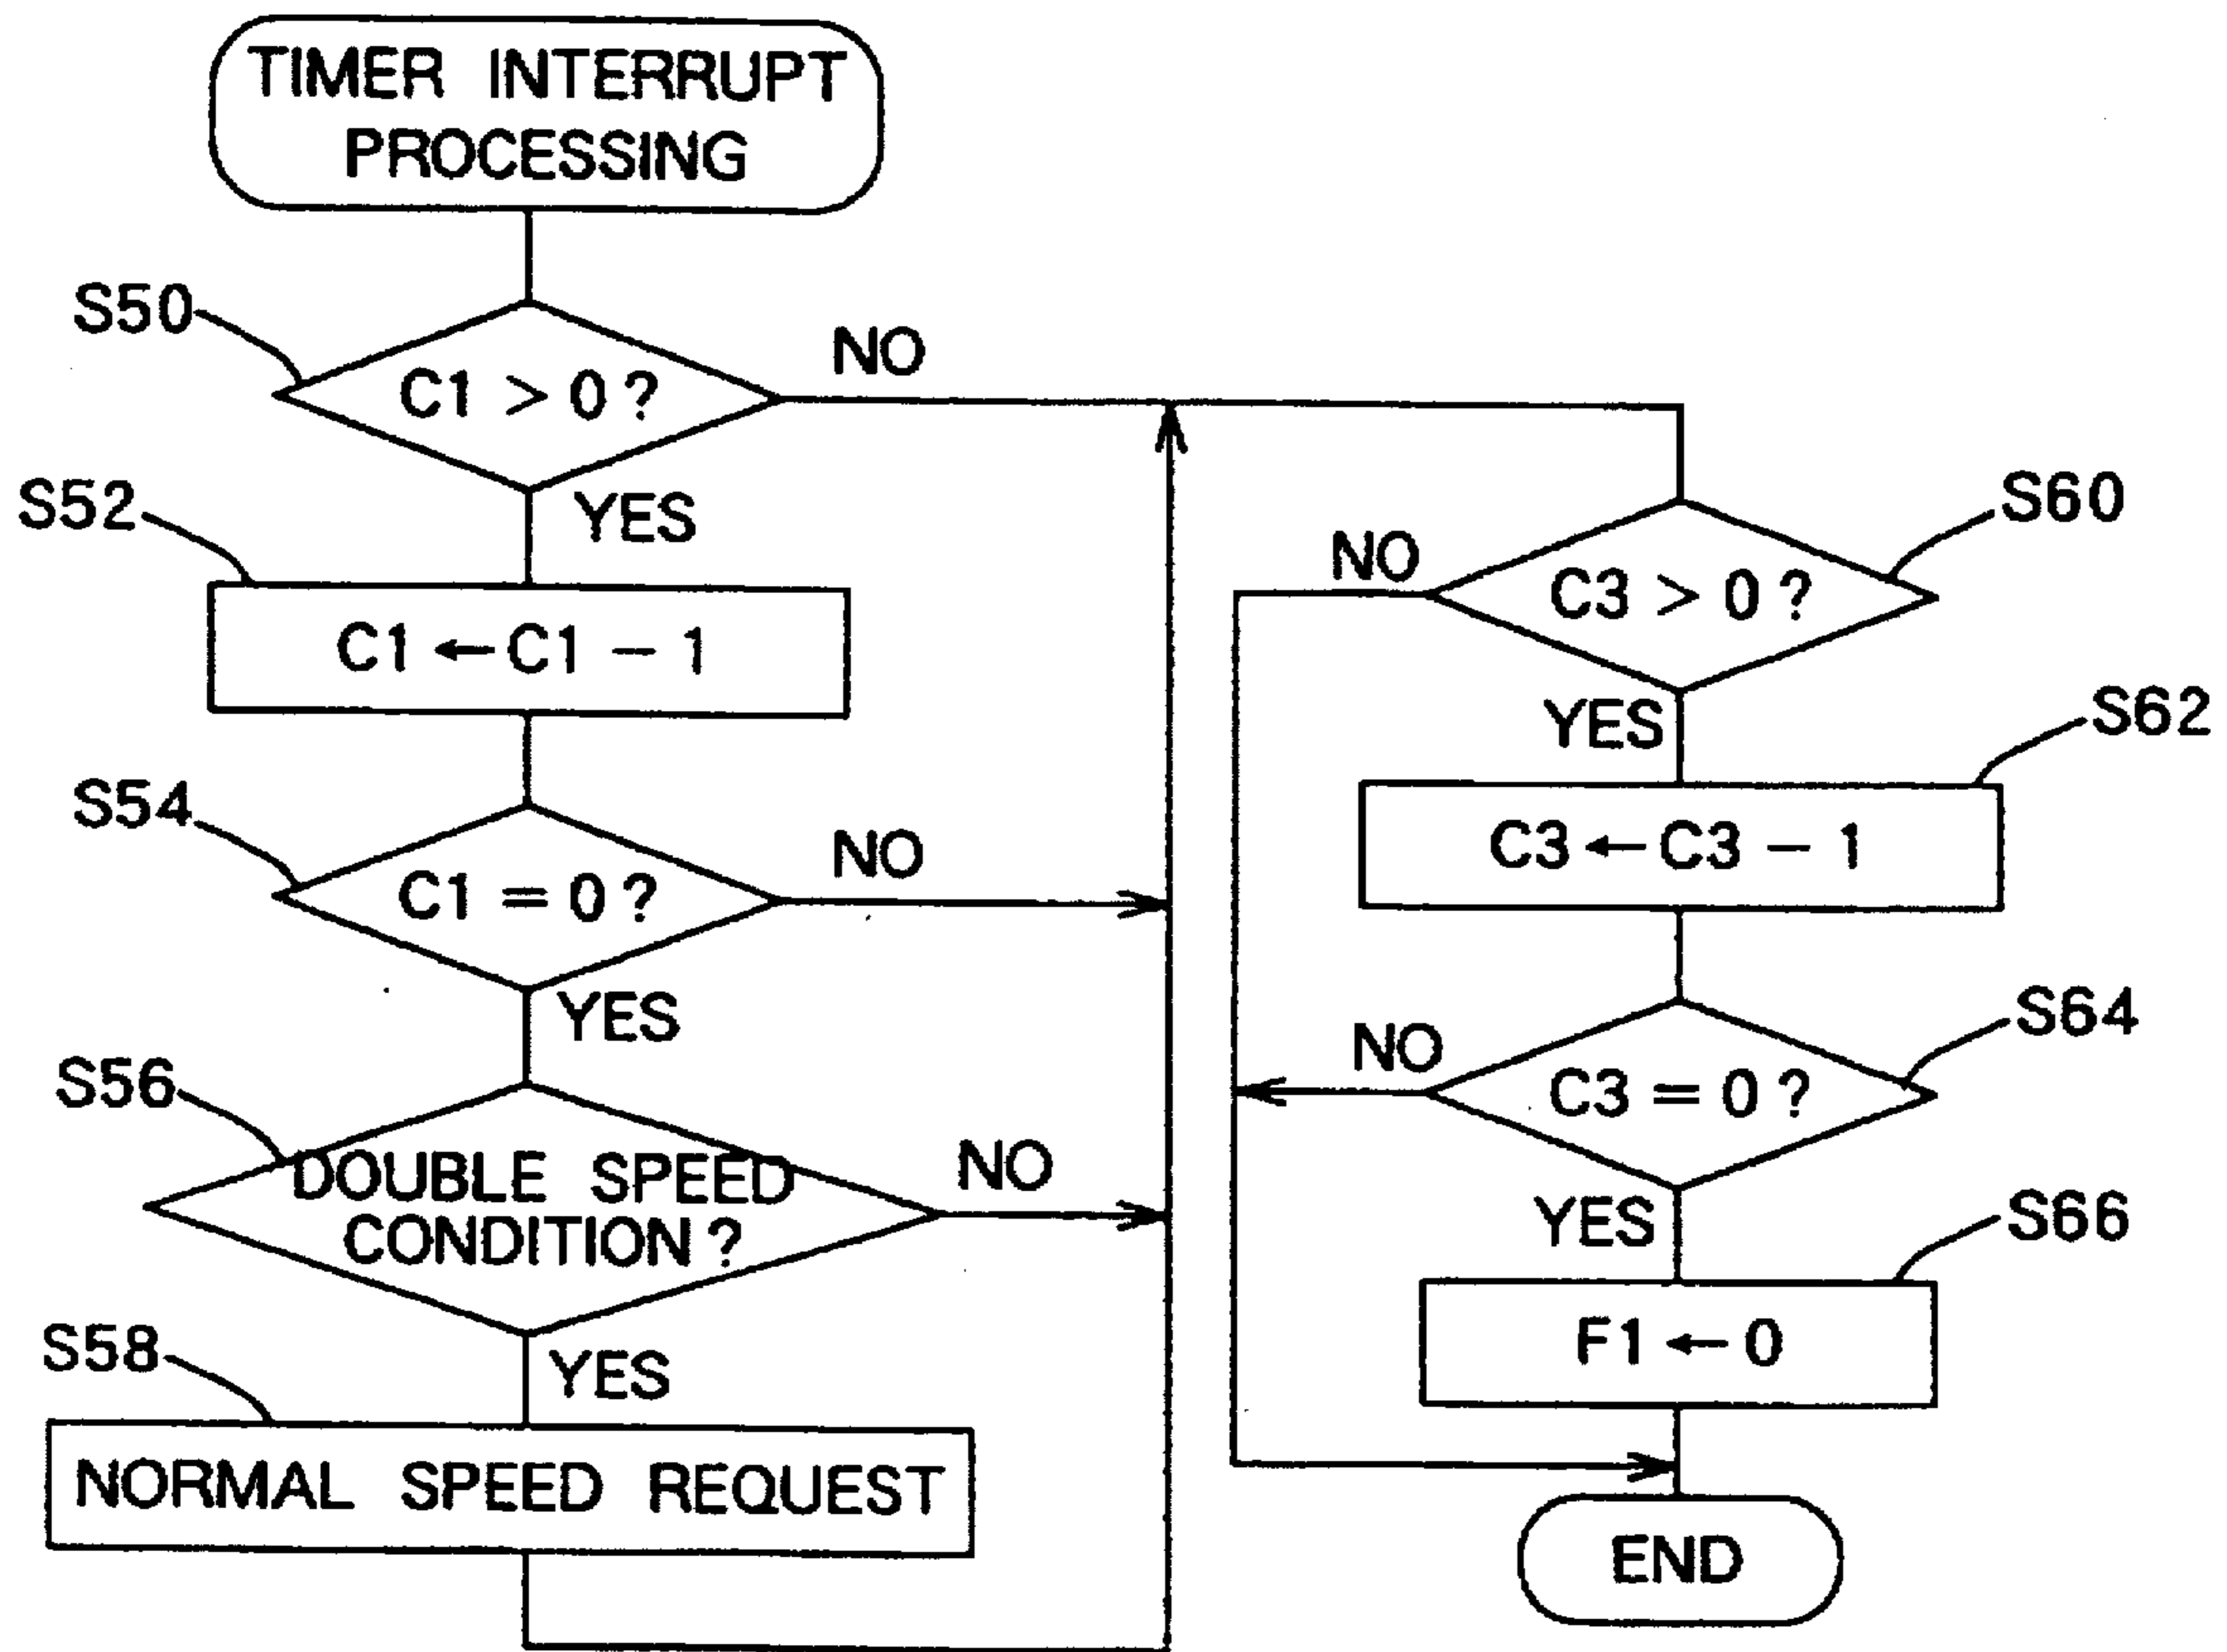 TIMER INTERRUPT
PROCESSING
S50
C1 > 0 ?
NO
YES
S52
C1 ← C1 − 1
S54
C1 = 0 ?
NO
YES
S56
DOUBLE SPEED
CONDITION ?
NO
YES
S58
NORMAL SPEED REQUEST
S60
C3 > 0 ?
NO
YES
S62
C3 ← C3 − 1
S64
C3 = 0 ?
NO
YES
S66
F1 ← 0
END